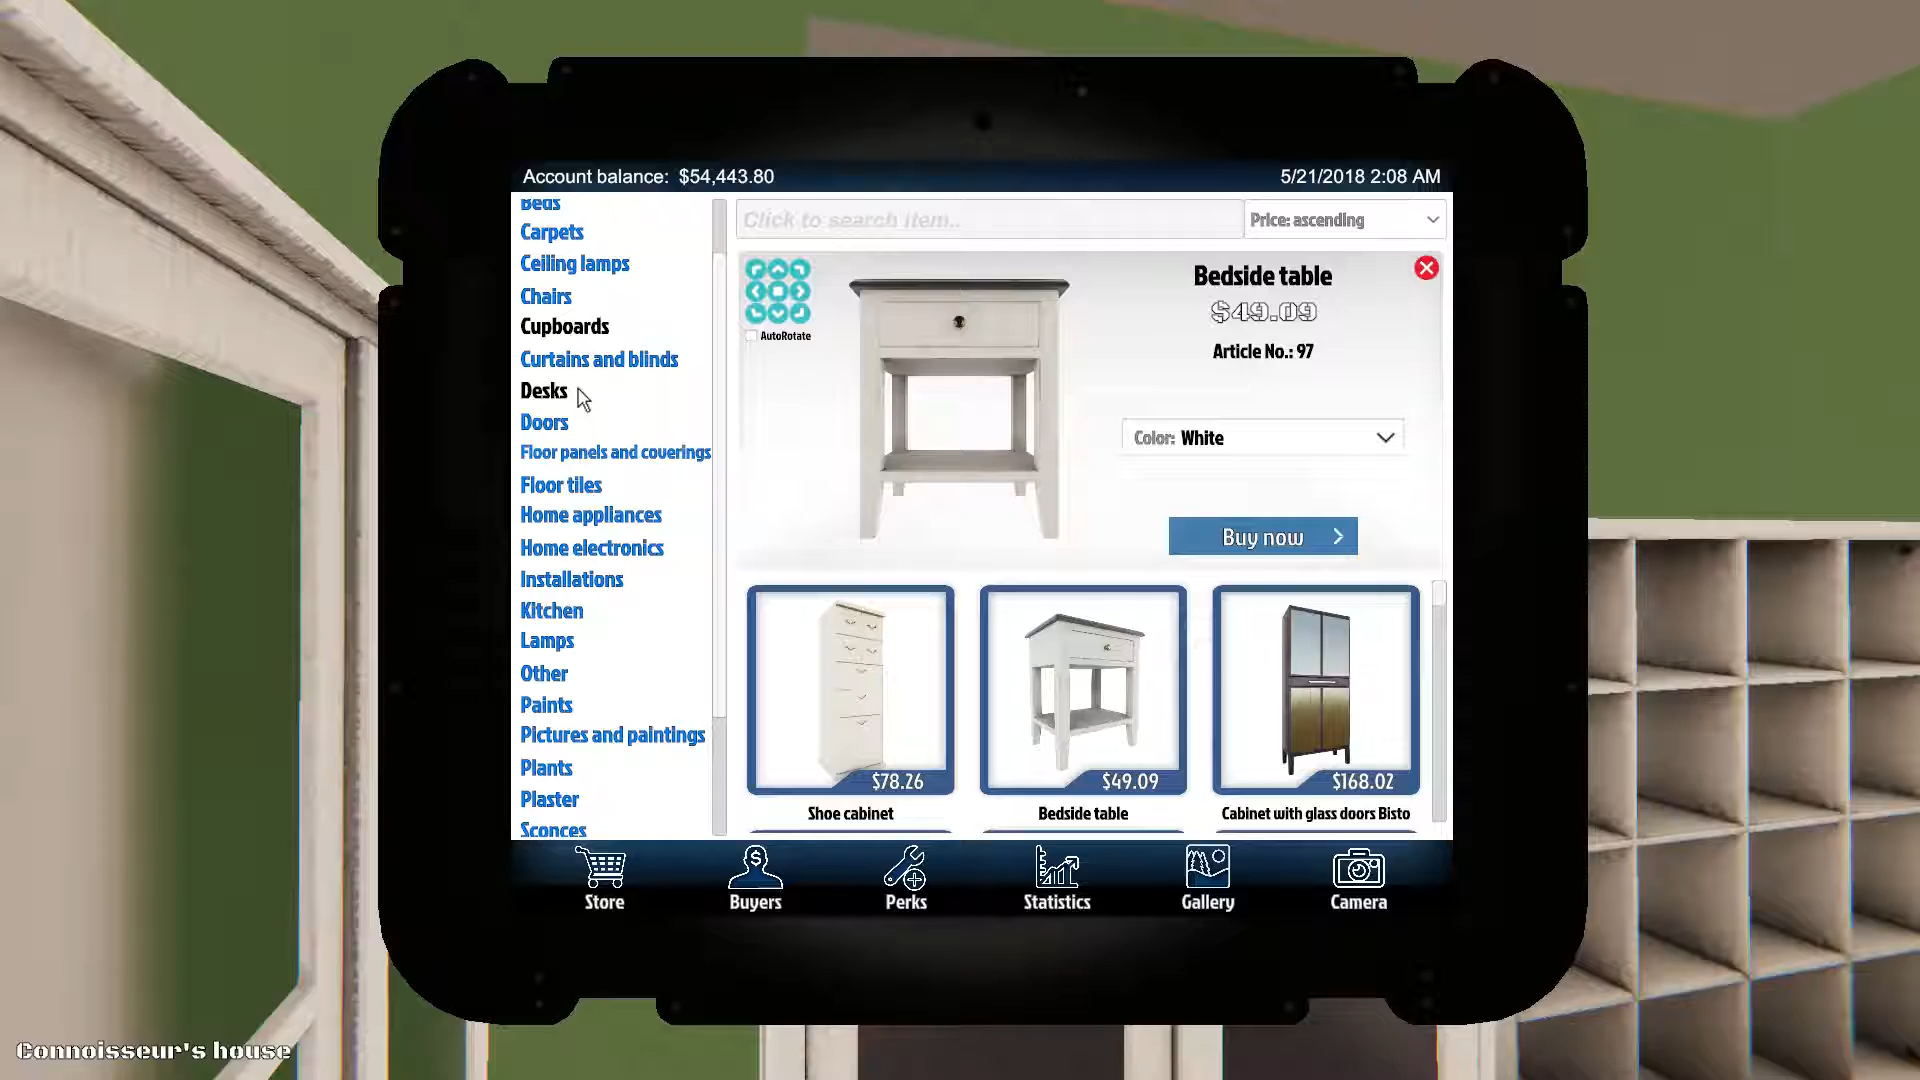 Account balance: $54,443.80
5/21/2018 2:08 AM
Beds
Carpets
Ceiling lamps
Chairs
Cupboards
Curtains and blinds
Desks
Doors
Floor panels and coverings
Floor tiles
Home appliances
Home electronics
Installations
Kitchen
Lamps
Other
Paints
Pictures and paintings
Plants
Plaster
Sconces
Click to search item..
Price: ascending
AutoRotate
Bedside table
$49.09
Article No.: 97
Color: White
Buy now
$78.26
Shoe cabinet
$49.09
Bedside table
$168.02
Cabinet with glass doors Bisto
Store
Buyers
Perks
Statistics
Gallery
Camera
Connoisseur's house